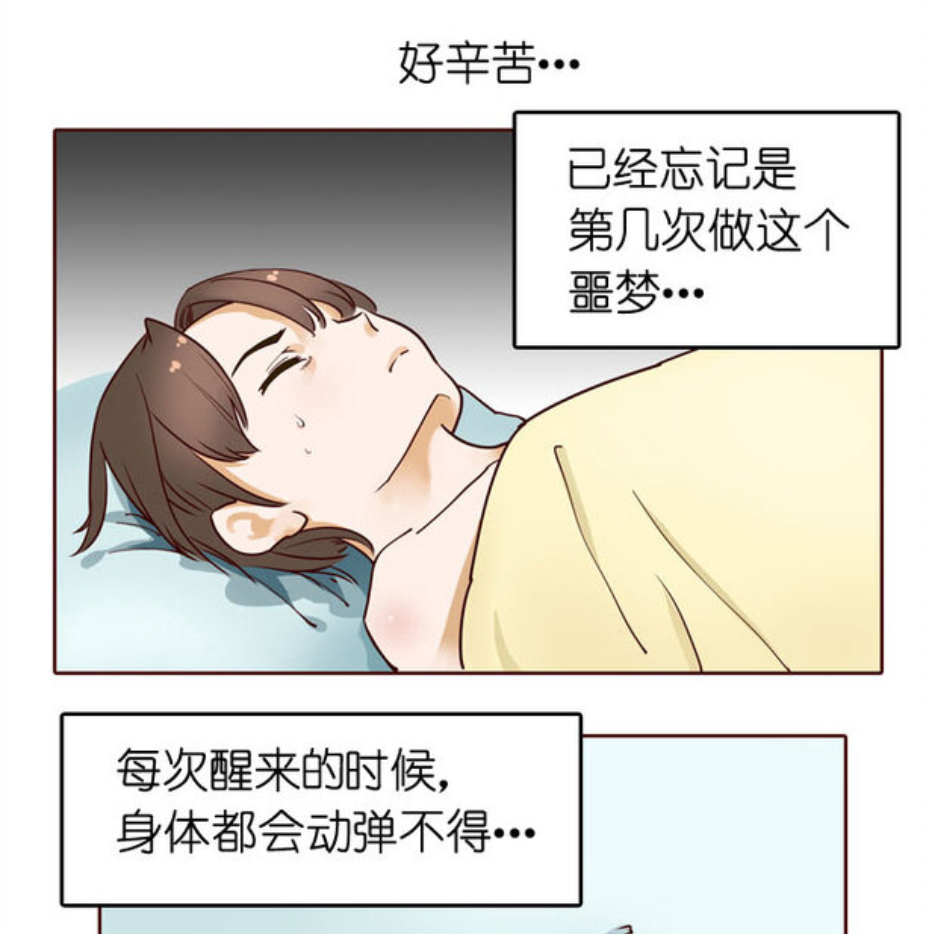 好辛苦•••
已经忘记是
第几次做这个
噩梦•••
每次醒来的时候，
身体都会动弹不得•••